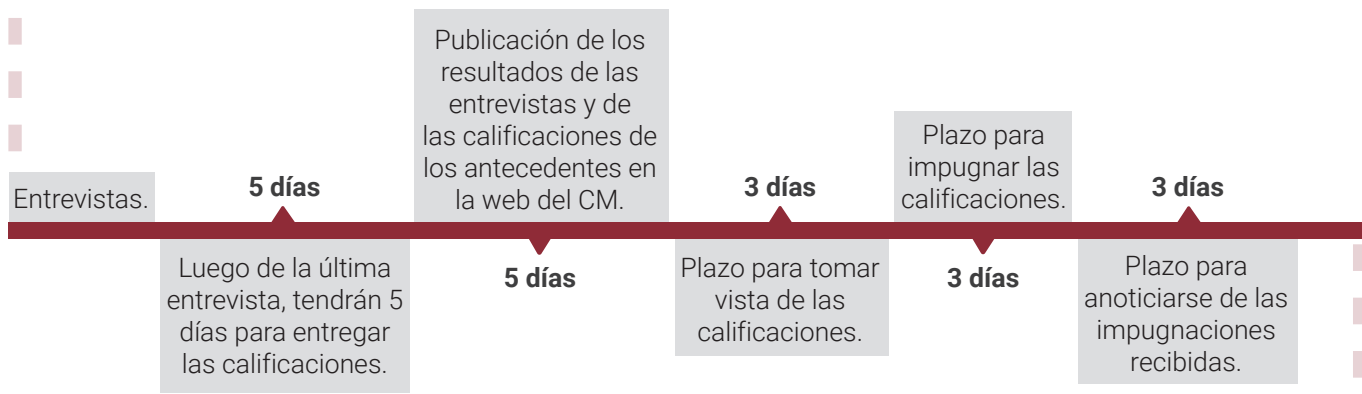 Entrevistas.
5 días
Luego de la última
entrevista, tendrán 5
días para entregar
las calificaciones.
Publicación de los
resultados de las
entrevistas y de
las calificaciones de
los antecedentes en
la web del CM.
5 días
3 días
Plazo para tomar
vista de las
calificaciones.
Plazo para
impugnar las
calificaciones.
3 días
3 días
Plazo para
anoticiarse de las
impugnaciones
recibidas.